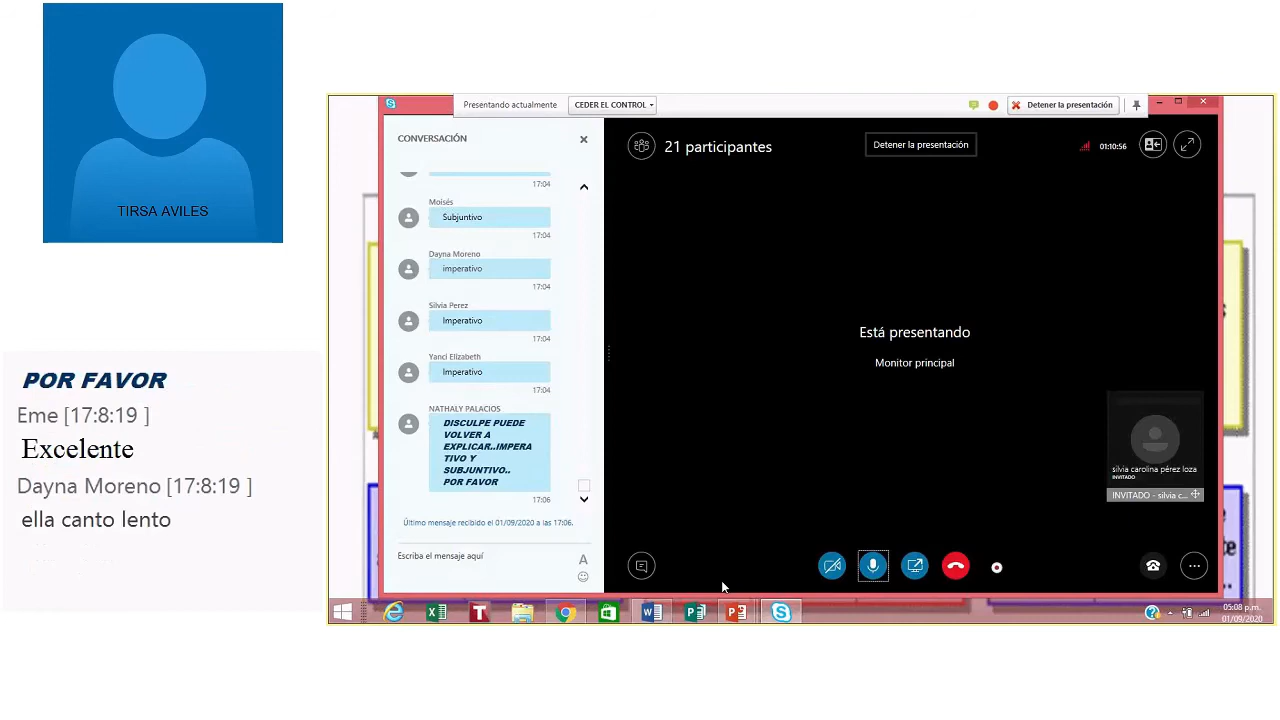 TIRSA AVILES
POR FAVOR
Eme [17:8:19 ]
Excelente
Dayna Moreno [17:8:19 ]
ella canto lento
Presentando actualmente
CEDER EL CONTROL
Detener la presentación
CONVERSACIÓN
17:04
Moisés
Subjuntivo
17:04
Dayna Moreno
imperativo
17:04
Silvia Perez
Imperativo
17:04
Yanci Elizabeth
Imperativo
17:04
NATHALY PALACIOS
DISCULPE PUEDE
VOLVER A
EXPLICAR..IMPERA
TIVO Y
SUBJUNTIVO..
POR FAVOR
17:06
Último mensaje recibido el 01/09/2020 a las 17:06.
Escriba el mensaje aquí
21 participantes
Detener la presentación
01:10:56
Está presentando
Monitor principal
silvia carolina pérez loza
INVITADO
INVITADO - silvia c...
05:08 p.m.
01/09/2020